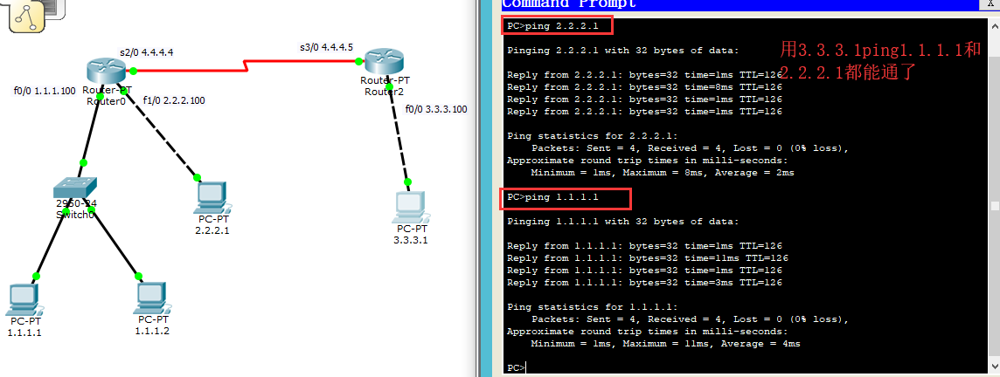 s2/0 4.4.4.4
s3/0 4.4.4.5
Router-PT
Router0
Router-PT
Router2
f0/0 1.1.1.100
f1/0 2.2.2.100
f0/0 3.3.3.100
2950-24
Switch0
PC-PT
2.2.2.1
PC-PT
3.3.3.1
PC-PT
1.1.1.1
PC-PT
1.1.1.2
Command Prompt
X
PC>ping 2.2.2.1
用3.3.3.1ping1.1.1.1和
2.2.2.1都能通了
Pinging 2.2.2.1 with 32 bytes of data:
Reply from 2.2.2.1: bytes=32 time=1ms TTL=126
Reply from 2.2.2.1: bytes=32 time=8ms TTL=126
Reply from 2.2.2.1: bytes=32 time=1ms TTL=126
Reply from 2.2.2.1: bytes=32 time=1ms TTL=126
Ping statistics for 2.2.2.1:
Packets: Sent = 4, Received = 4, Lost = 0 (0% loss),
Approximate round trip times in milli-seconds:
Minimum = 1ms, Maximum = 8ms, Average = 2ms
PC>ping 1.1.1.1
Pinging 1.1.1.1 with 32 bytes of data:
Reply from 1.1.1.1: bytes=32 time=1ms TTL=126
Reply from 1.1.1.1: bytes=32 time=11ms TTL=126
Reply from 1.1.1.1: bytes=32 time=1ms TTL=126
Reply from 1.1.1.1: bytes=32 time=3ms TTL=126
Ping statistics for 1.1.1.1:
Packets: Sent = 4, Received = 4, Lost = 0 (0% loss),
Approximate round trip times in milli-seconds:
Minimum = 1ms, Maximum = 11ms, Average = 4ms
PC>